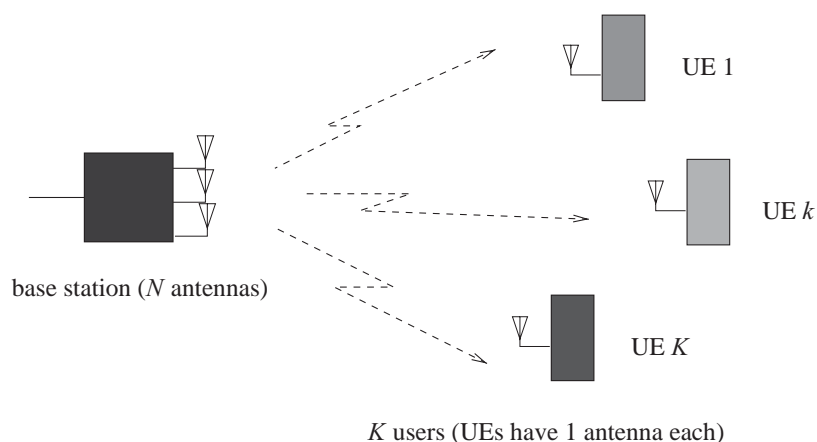 UE 1
UE k
base station (N antennas)
UE K
K users (UEs have 1 antenna each)